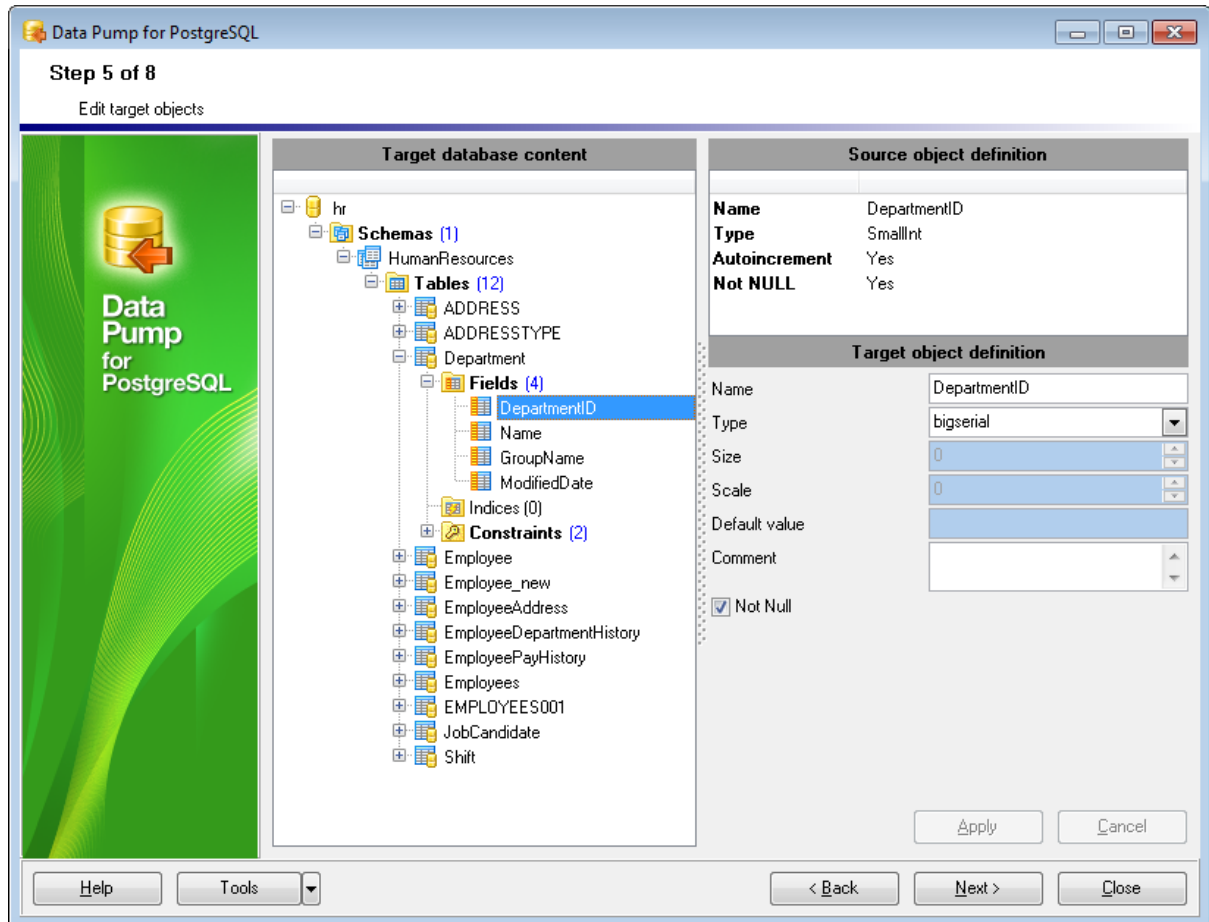 Data Pump for PostgreSQL
Step 5 of 8
Edit target objects
Data
Pump
for
PostgreSQL
Target database content
hr
Schemas (1)
HumanResources
Tables (12)
ADDRESS
ADDRESSTYPE
Department
Fields (4)
DepartmentID
Name
GroupName
ModifiedDate
Indices (0)
Constraints (2)
Employee
Employee_new
EmployeeAddress
EmployeeDepartmentHistory
EmployeePayHistory
Employees
EMPLOYEES001
JobCandidate
Shift
Source object definition
Name DepartmentID
Type SmallInt
Autoincrement Yes
Not NULL Yes
Target object definition
Name DepartmentID
Type bigserial
Size 0
Scale 0
Default value
Comment
Not Null
Apply Cancel
Help Tools < Back Next > Close